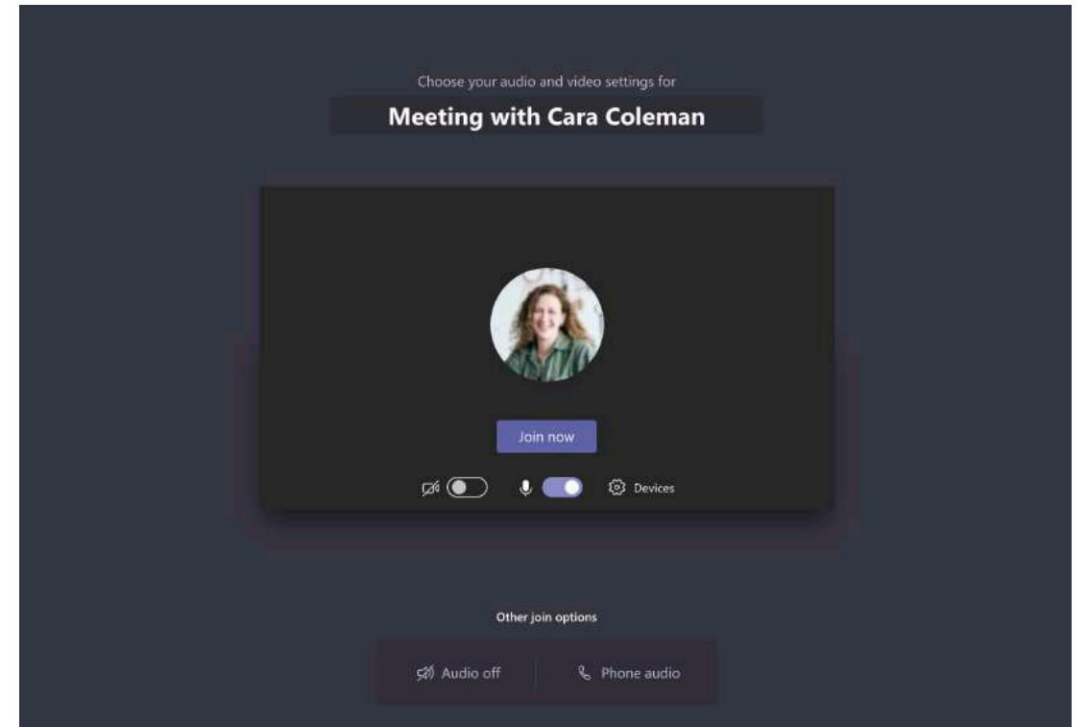 Choose your audio and video settings for
Meeting with Cara Coleman
Join now
Devices
Other join options
Audio off
Phone audio